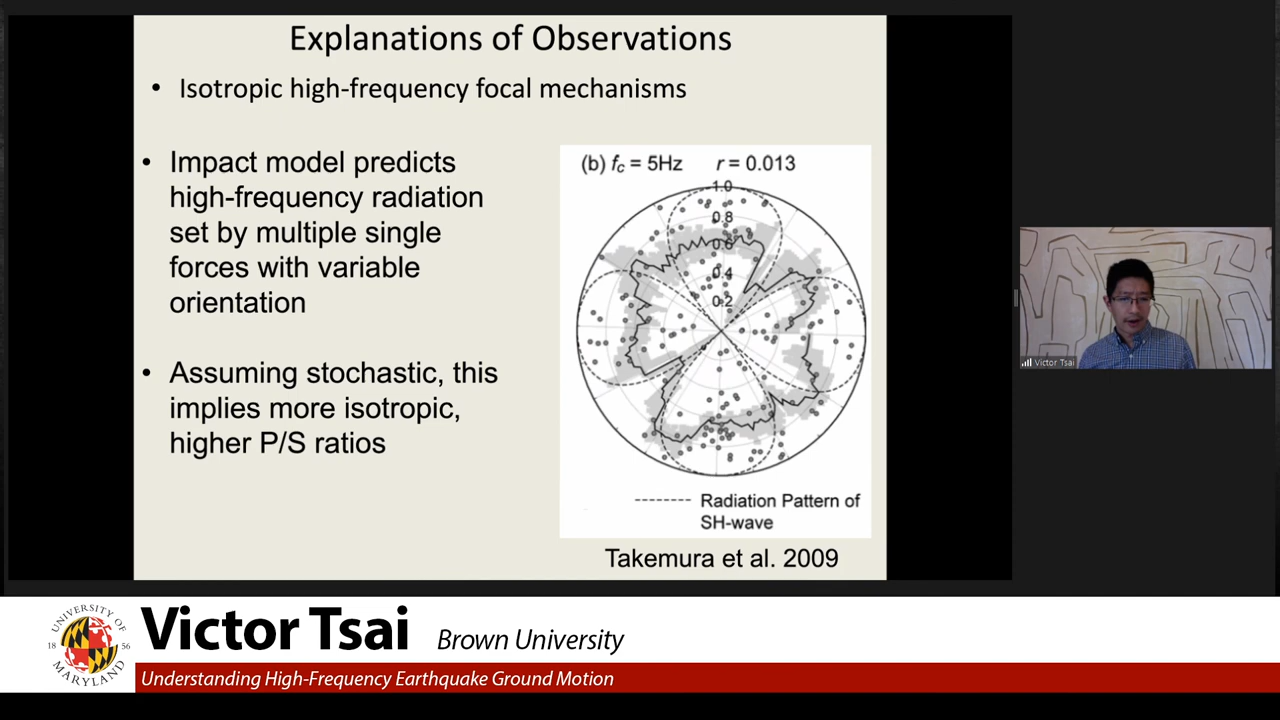 Explanations of Observations
• Isotropic high-frequency focal mechanisms
• Impact model predicts
high-frequency radiation
set by multiple single
forces with variable
orientation
• Assuming stochastic, this
implies more isotropic,
higher P/S ratios
(b) fc = 5Hz r = 0.013
1.0
0.8
0.6
0.4
0.2
Radiation Pattern of
SH-wave
Takemura et al. 2009
Victor Tsai
UNIVERSITY OF
18 56
MARYLAND
Victor Tsai Brown University
Understanding High-Frequency Earthquake Ground Motion